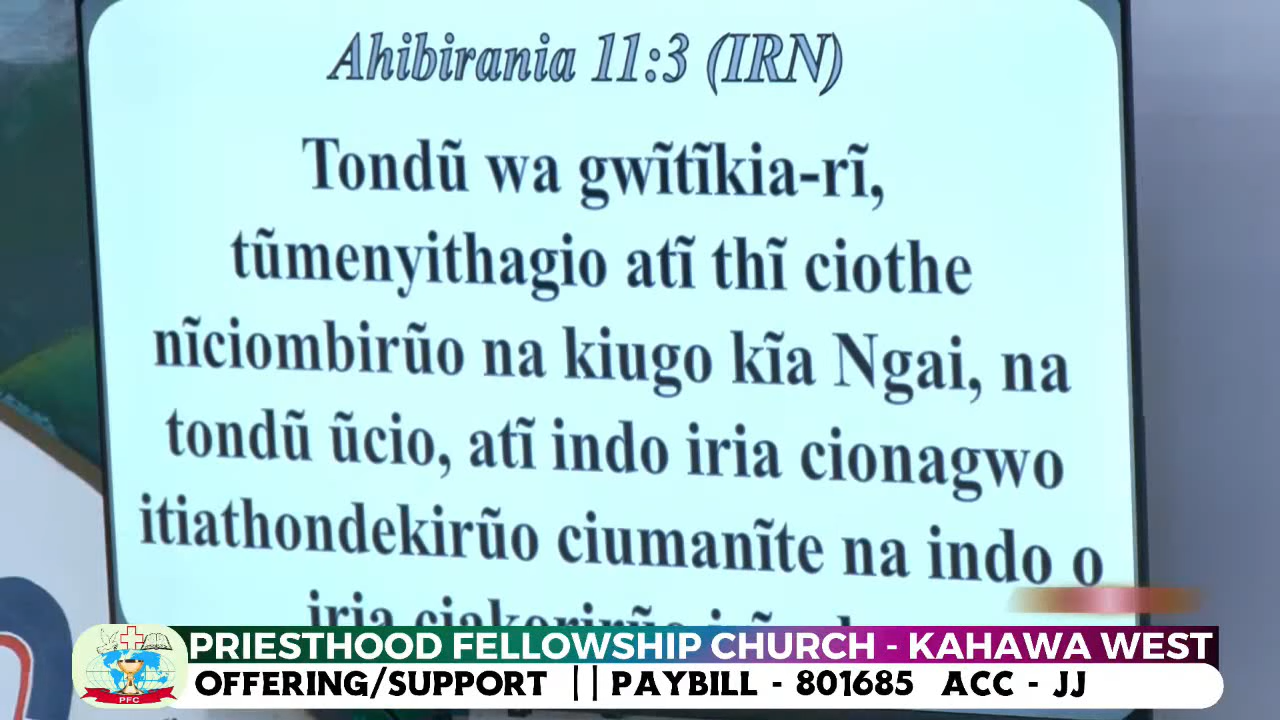 Ahibirania 11:3 (IRN)
Tondũ wa gwĩtĩkia-rĩ,
tũmenyithagio atĩ thĩ ciothe
nĩciombirũo na kiugo kĩa Ngai, na
tondũ ũcio, atĩ indo iria cionagwo
itiathondekirũo ciumanĩte na indo o
iria
PRIESTHOOD FELLOWSHIP CHURCH - KAHAWA WEST
OFFERING/SUPPORT || PAYBILL - 801685 ACC - JJ
PFC